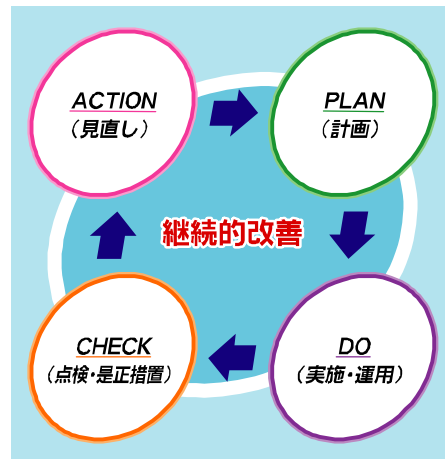 ACTION
(見直し)
PLAN
(計画)
継続的改善
CHECK
(点検・是正措置)
DO
(実施・運用)